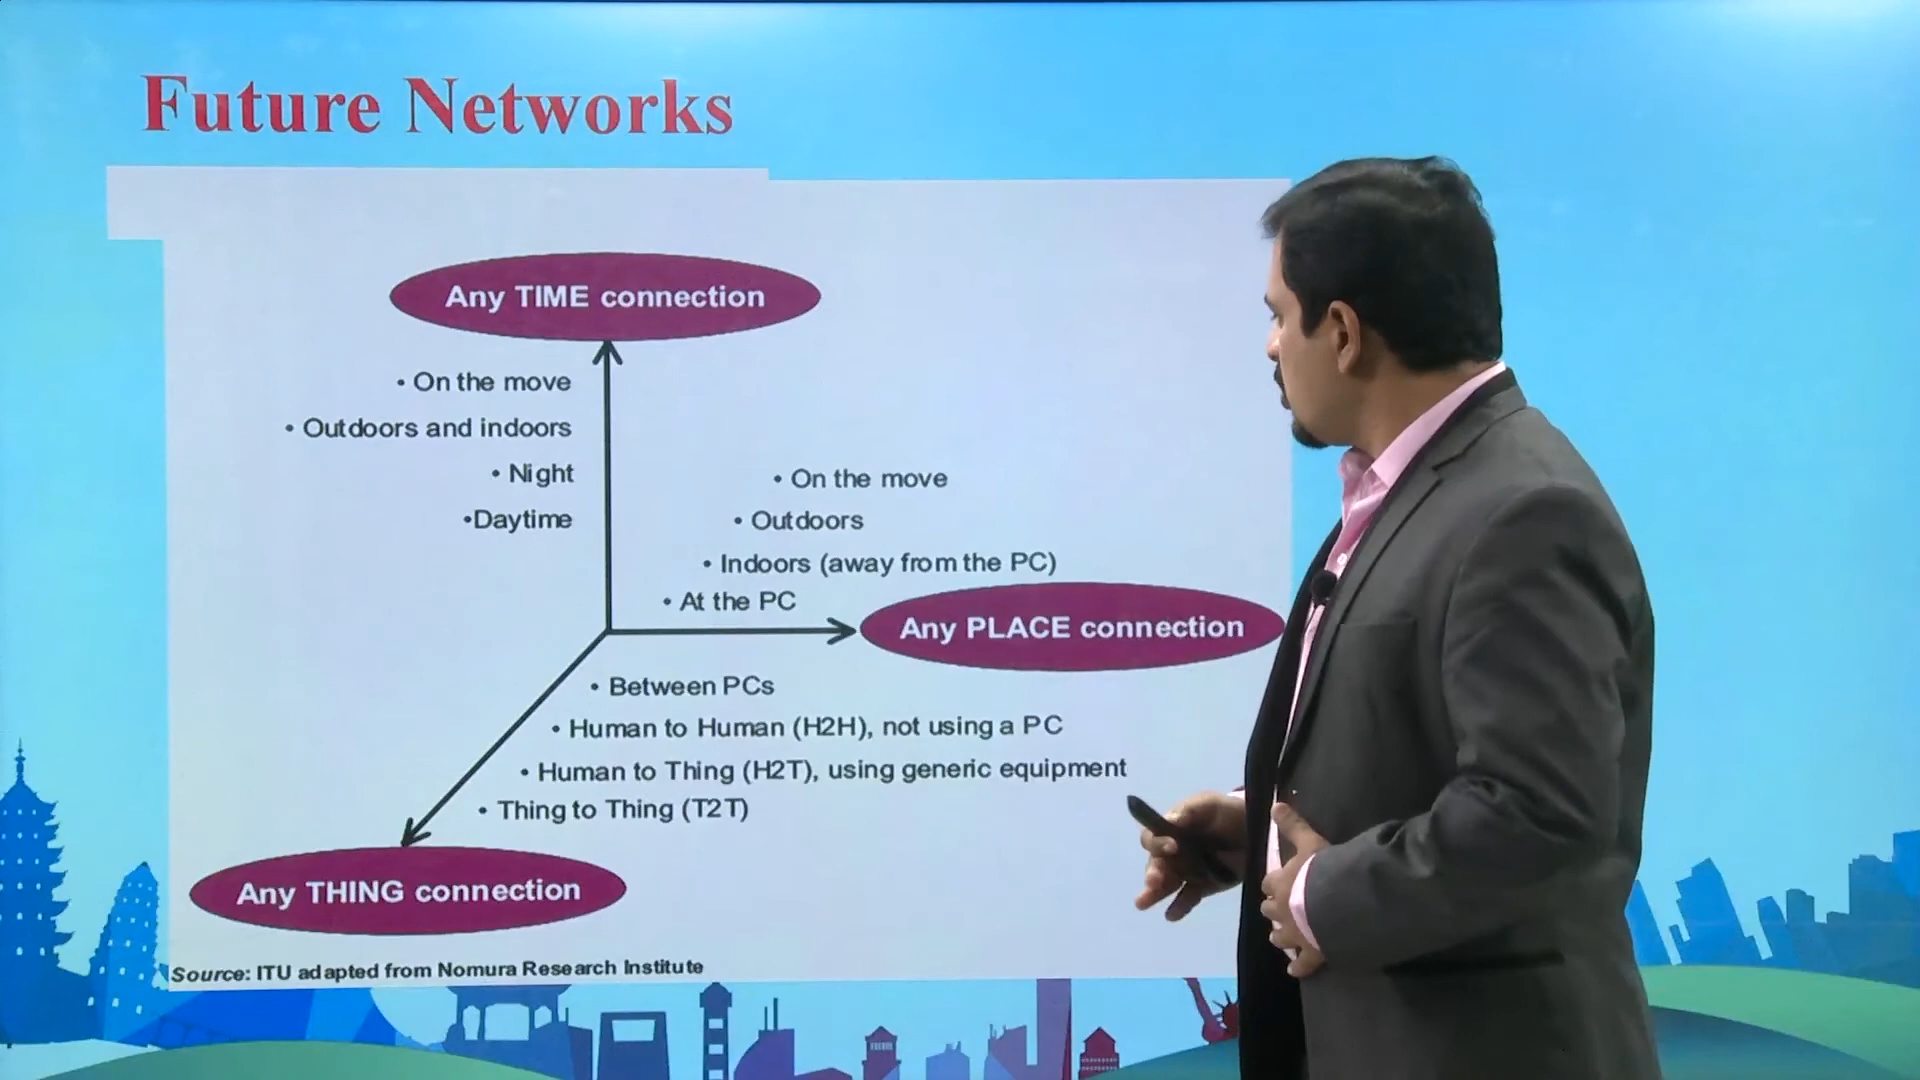 Future Networks
Any TIME connection
• On the move
• Outdoors and indoors
• Night
•Daytime
• On the move
• Outdoors
• Indoors (away from the PC)
• At the PC
Any PLACE connection
• Between PCs
• Human to Human (H2H), not using a PC
• Human to Thing (H2T), using generic equipment
• Thing to Thing (T2T)
Any THING connection
Source: ITU adapted from Nomura Research Institute